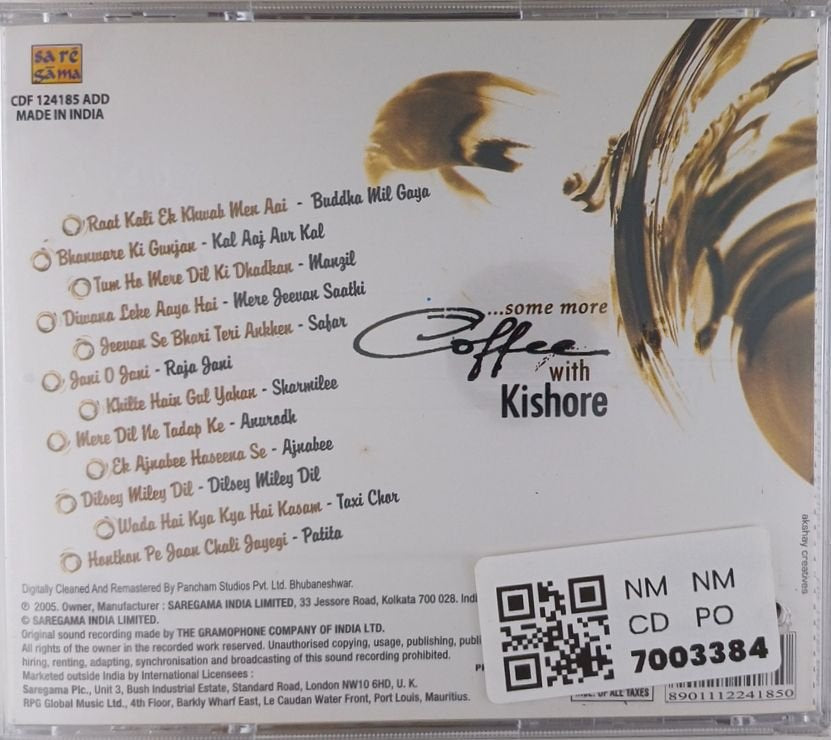 sa rē
gā ma
CDF 124185 ADD
MADE IN INDIA
Raat Kali Ek Khwab Men Aai - Buddha Mil Gaya
Bhanware Ki Gunjan - Kal Aaj Aur Kal
Tum Ho Mere Dil Ki Dhadkan - Manzil
Diwana Leke Aaya Hai - Mere Jeevan Saathi
Jeevan Se Bhari Teri Ankhen - Safar
Jani O Jani - Raja Jani
Khilte Hain Gul Yahan - Sharmilee
Mere Dil Ne Tadap Ke - Anurodh
Ek Ajnabee Haseena Se - Ajnabee
Dilsey Miley Dil - Dilsey Miley Dil
Wada Hai Kya Kya Hai Kasam - Taxi Chor
Honthon Pe Jaan Chali Jayegi - Patita
...some more
Coffee
with
Kishore
akshay creatives
Digitally Cleaned And Remastered By Pancham Studios Pvt. Ltd. Bhubaneshwar.
℗ 2005. Owner, Manufacturer : SAREGAMA INDIA LIMITED, 33 Jessore Road, Kolkata 700 028. Indi
© SAREGAMA INDIA LIMITED.
Original sound recording made by THE GRAMOPHONE COMPANY OF INDIA LTD.
All rights of the owner in the recorded work reserved. Unauthorised copying, usage, publishing, publi
hiring, renting, adapting, synchronisation and broadcasting of this sound recording prohibited.
Marketed outside India by International Licensees :
Saregama Plc., Unit 3, Bush Industrial Estate, Standard Road, London NW10 6HD, U. K.
RPG Global Music Ltd., 4th Floor, Barkly Wharf East, Le Caudan Water Front, Port Louis, Mauritius.
NM NM
CD PO
7003384
OF ALL TAXES
8901112241850